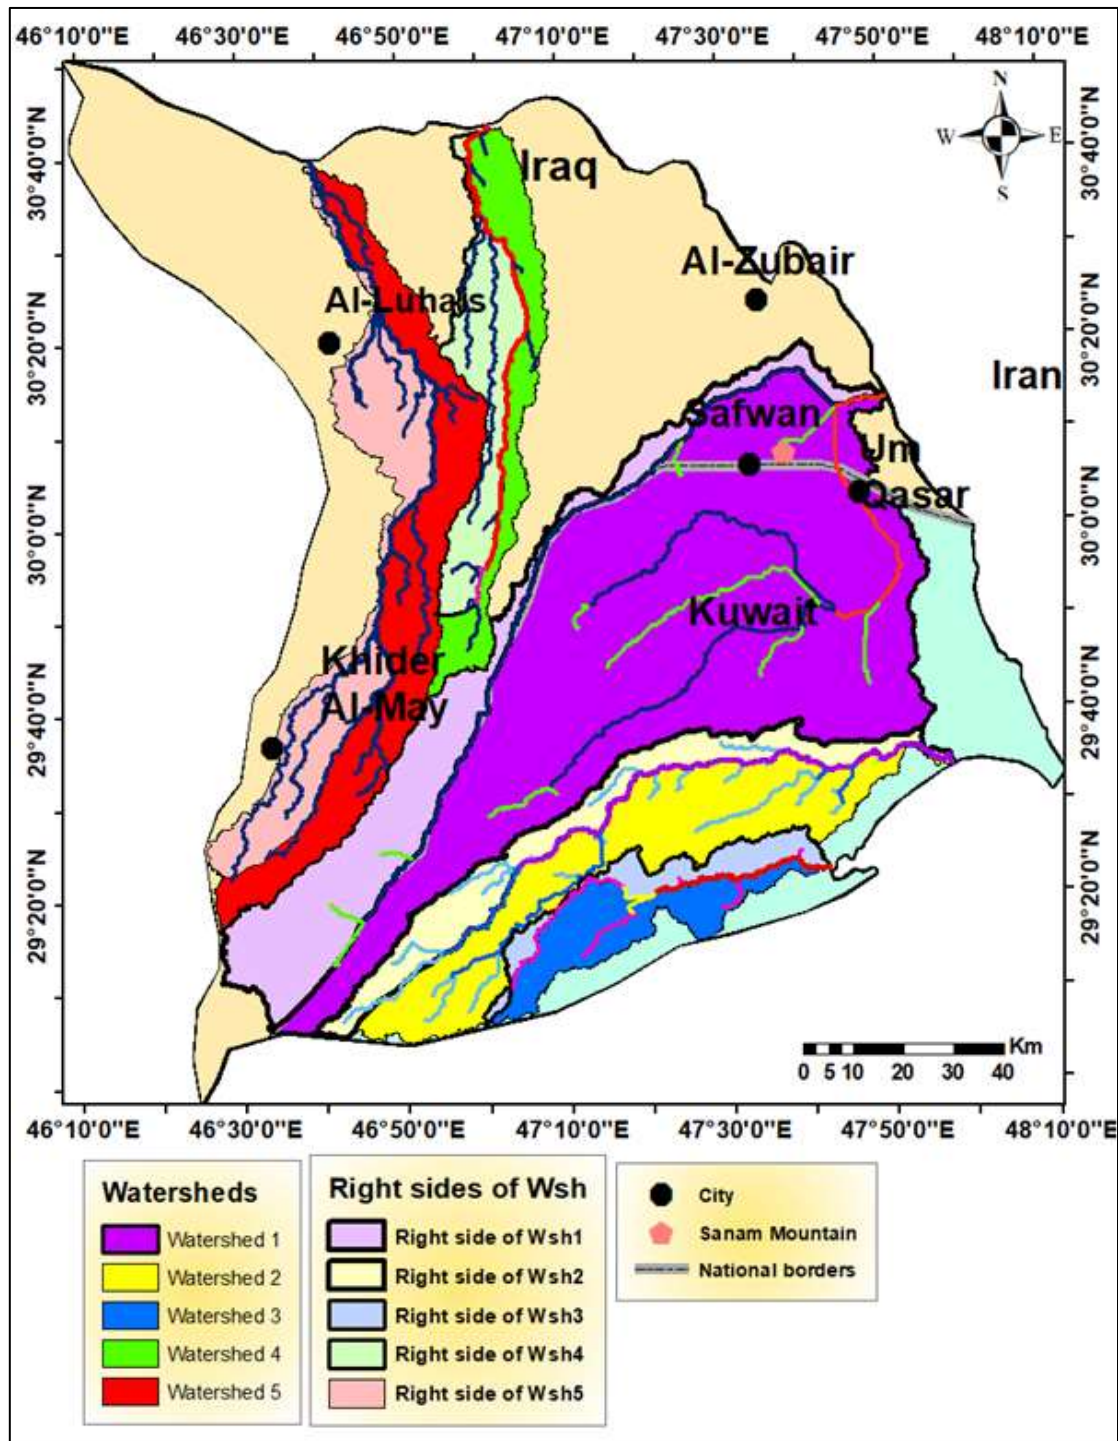 46°10'0"E 46°30'0"E 46°50'0"E 47°10'0"E 47°30'0"E 47°50'0"E 48°10'0"E
N
W E
S
30°40'0"N
30°40'0"N
Iraq
Al-Zubair
Al-Luhais
30°20'0"N
30°20'0"N
Iran
Safwan
Um
Qasar
30°0'0"N
30°0'0"N
Kuwait
Khider
Al-May
29°40'0"N
29°40'0"N
29°20'0"N
29°20'0"N
Km
0 5 10 20 30 40
46°10'0"E 46°30'0"E 46°50'0"E 47°10'0"E 47°30'0"E 47°50'0"E 48°10'0"E
Watersheds
Watershed 1
Watershed 2
Watershed 3
Watershed 4
Watershed 5
Right sides of Wsh
Right side of Wsh1
Right side of Wsh2
Right side of Wsh3
Right side of Wsh4
Right side of Wsh5
City
Sanam Mountain
National borders